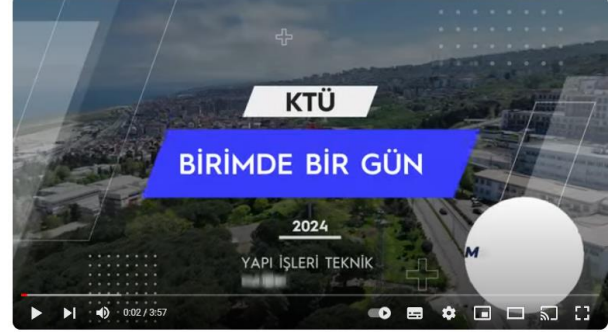 KTÜ
BİRİMDE BİR GÜN
2024
YAPI İŞLERİ TEKNİK
M
0:02 / 3:57